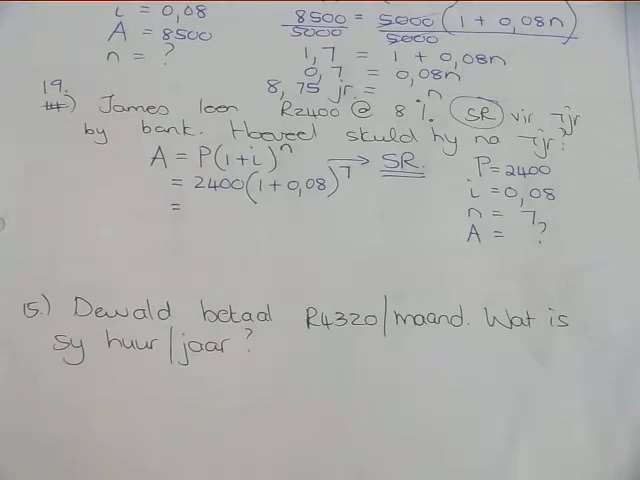 i = 0,08
A = 8500
n = ?
8500/5000 = 5000(1 + 0,08n)/5000
1,7 = 1 + 0,08n
0,7 = 0,08n
8,75 jr. = n
19.
James leen R2400 @ 8 %. SR vir 7jr
by bank. Hoeveel skuld hy na 7jr:
A = P(1+i)^n
= 2400(1+0,08)^7 → SR.
=
P = 2400
i = 0,08
n = 7
A = ?
15.) Dewald betaal R4320/maand. Wat is
sy huur/jaar?